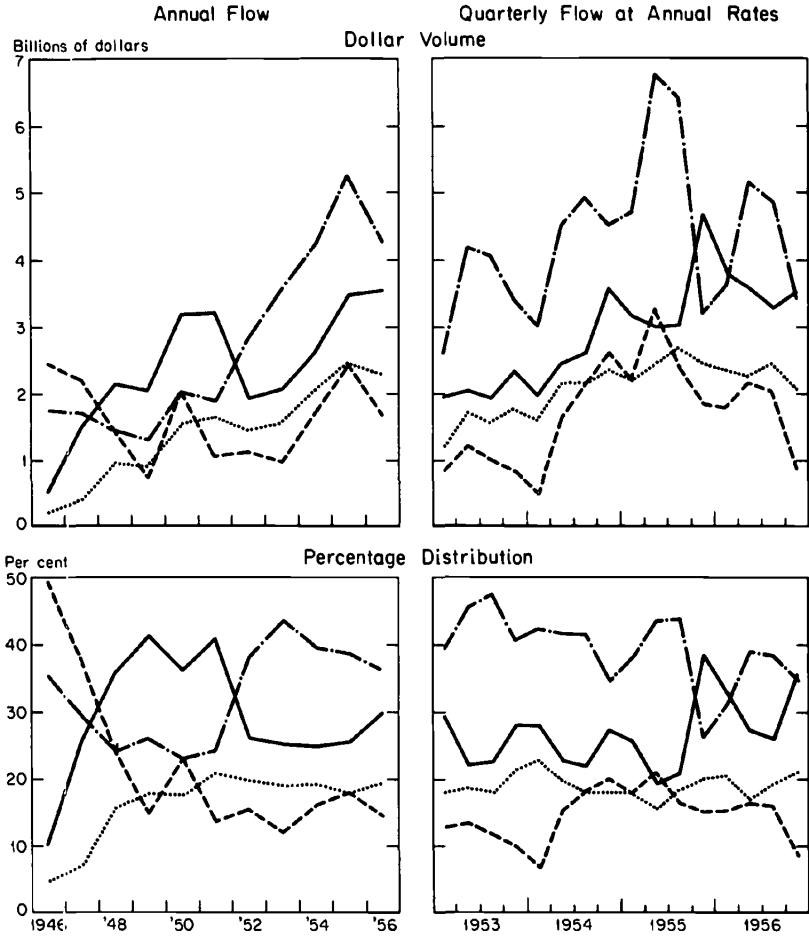 Annual Flow
Quarterly Flow at Annual Rates
Billions of dollars
Dollar Volume
7
6
5
4
3
2
1
0
Per cent
Percentage Distribution
50
40
30
20
10
0
1946 '48 '50 '52 '54 '56
1953 1954 1955 1956